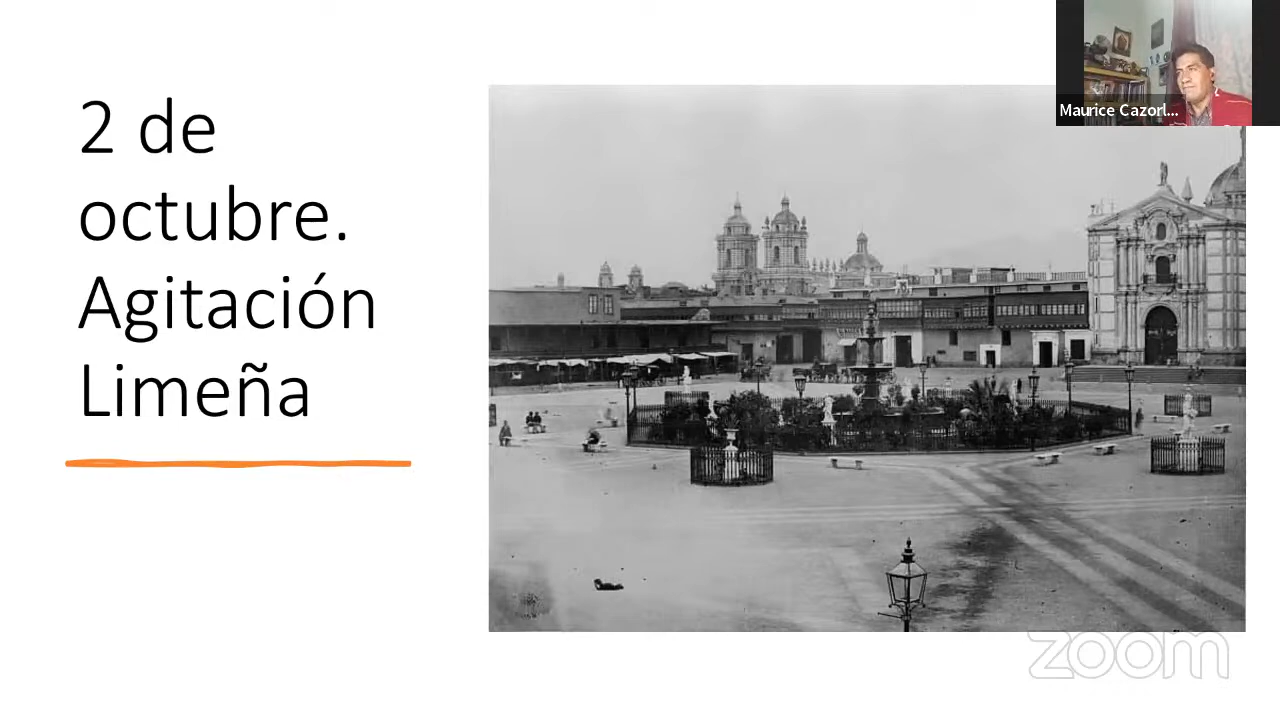 2 de
octubre.
Agitación
Limeña
Maurice Cazorl...
zoom